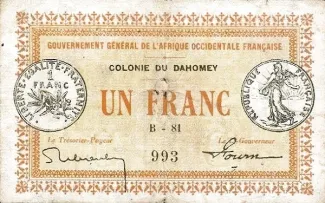 GOUVERNEMENT GÉNÉRAL DE L'AFRIQUE OCCIDENTALE FRANÇAISE
COLONIE DU DAHOMEY
LIBERTÉ·ÉGALITÉ·FRATERNITÉ
1
FRANC
RÉPUBLIQUE FRANÇAISE
UN FRANC
B - 81
Le Trésorier-Payeur
Le Gouverneur
993